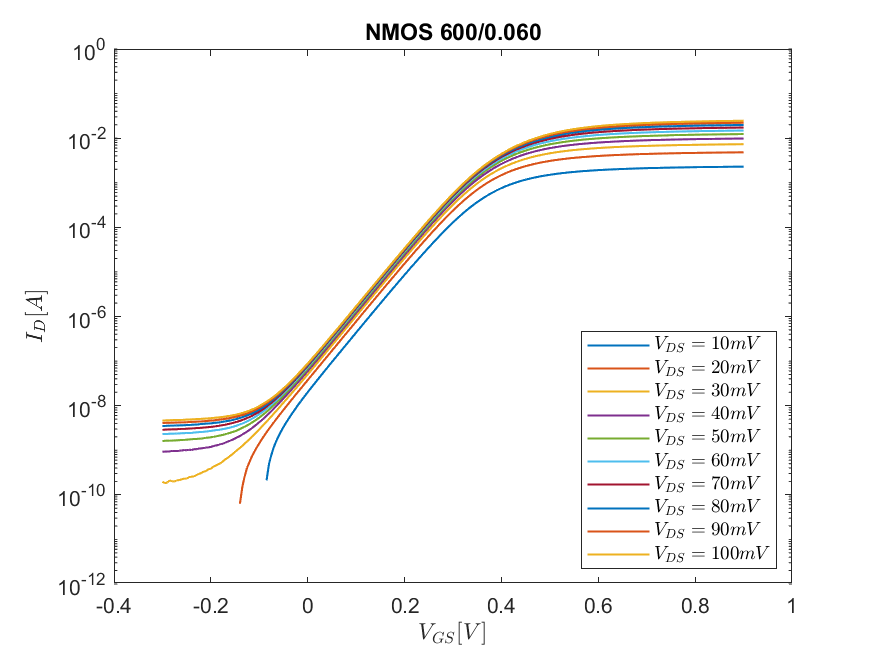 NMOS 600/0.060
10^0
10^-2
10^-4
10^-6
10^-8
10^-10
10^-12
I_D[A]
-0.4 -0.2 0 0.2 0.4 0.6 0.8 1
V_GS[V]
V_DS = 10mV
V_DS = 20mV
V_DS = 30mV
V_DS = 40mV
V_DS = 50mV
V_DS = 60mV
V_DS = 70mV
V_DS = 80mV
V_DS = 90mV
V_DS = 100mV